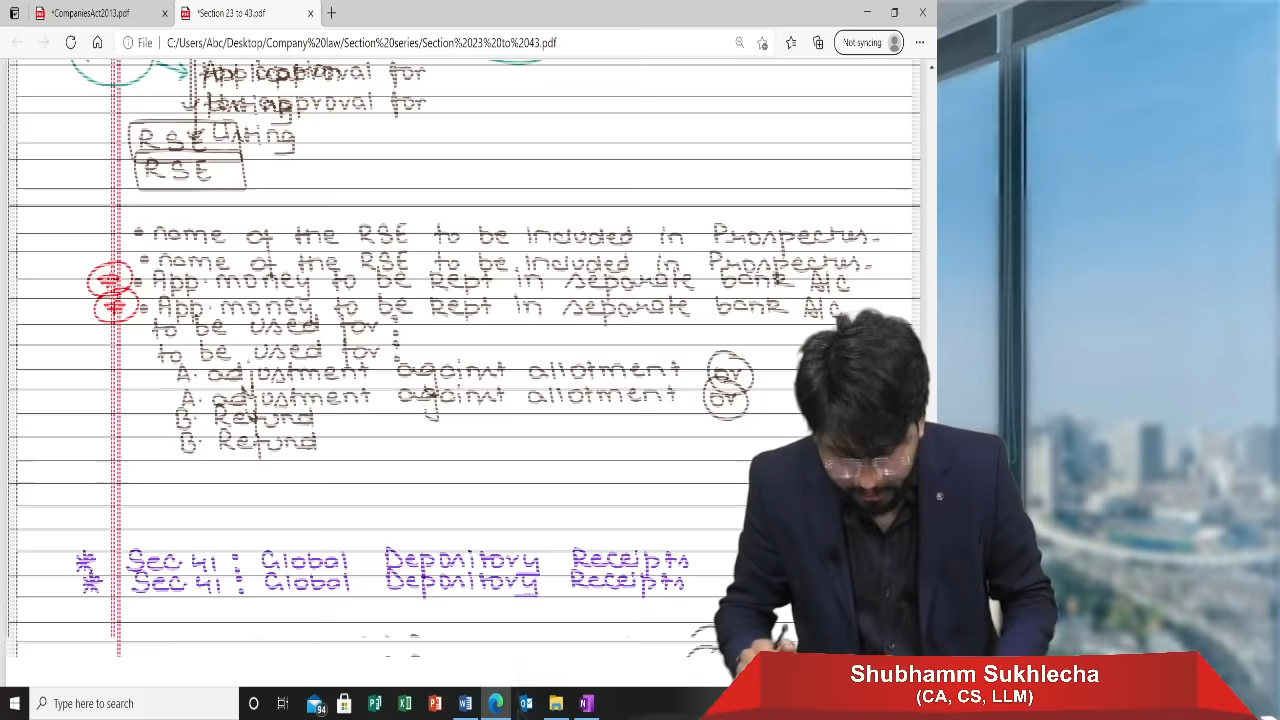 *CompaniesAct2013.pdf
*Section 23 to 43.pdf
File
C:/Users/Abc/Desktop/Company%20law/Section%20series/Section%2023%20to%2043.pdf
Not syncing
Application
approval for
approval for
RSE Listing
RSE
• name of the RSE to be included in Prospectus.
• name of the RSE to be included in Prospectus.
* • App. money to be kept in separate bank A/c
* • App. money to be kept in separate bank A/c
to be used for :
to be used for :
A. adjustment against allotment or
A. adjustment against allotment or
B. Refund
B. Refund
* Sec 41 : Global Depository Receipts
* Sec 41 : Global Depository Receipts
Type here to search
94
Shubhamm Sukhlecha
(CA, CS, LLM)